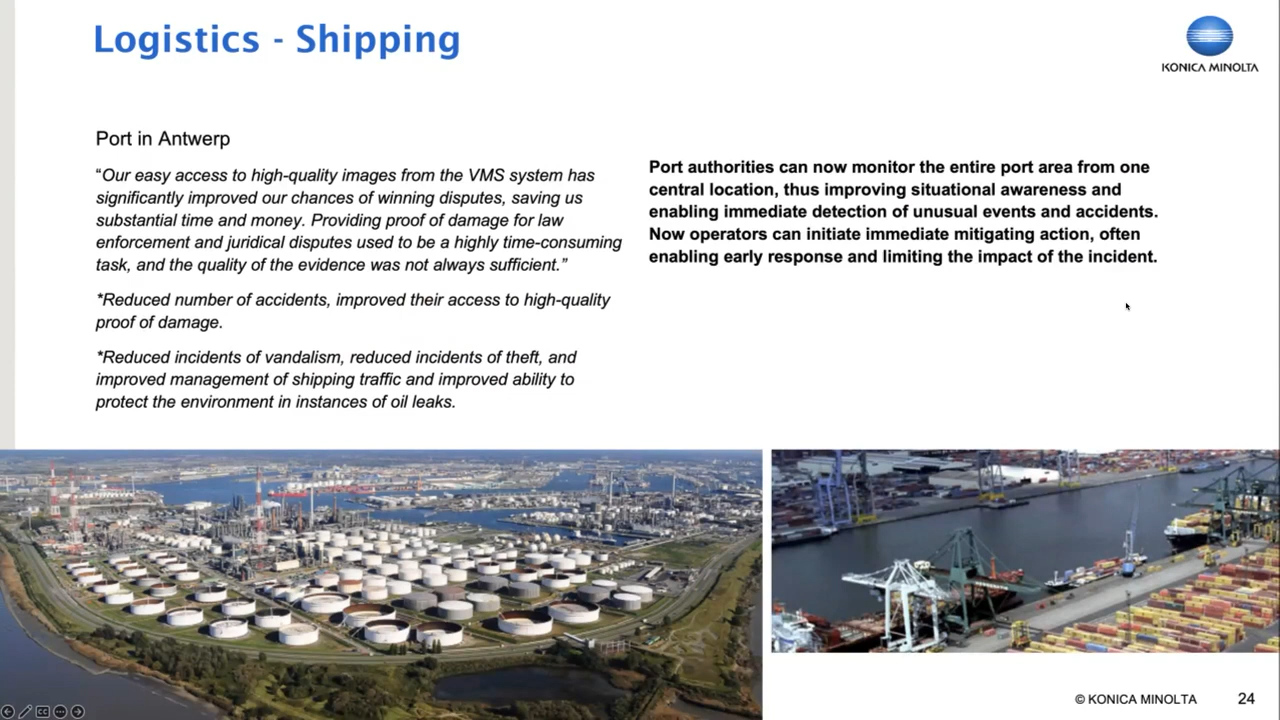 Logistics - Shipping
KONICA MINOLTA
Port in Antwerp
“Our easy access to high-quality images from the VMS system has
significantly improved our chances of winning disputes, saving us
substantial time and money. Providing proof of damage for law
enforcement and juridical disputes used to be a highly time-consuming
task, and the quality of the evidence was not always sufficient.”
*Reduced number of accidents, improved their access to high-quality
proof of damage.
*Reduced incidents of vandalism, reduced incidents of theft, and
improved management of shipping traffic and improved ability to
protect the environment in instances of oil leaks.
Port authorities can now monitor the entire port area from one
central location, thus improving situational awareness and
enabling immediate detection of unusual events and accidents.
Now operators can initiate immediate mitigating action, often
enabling early response and limiting the impact of the incident.
© KONICA MINOLTA
24